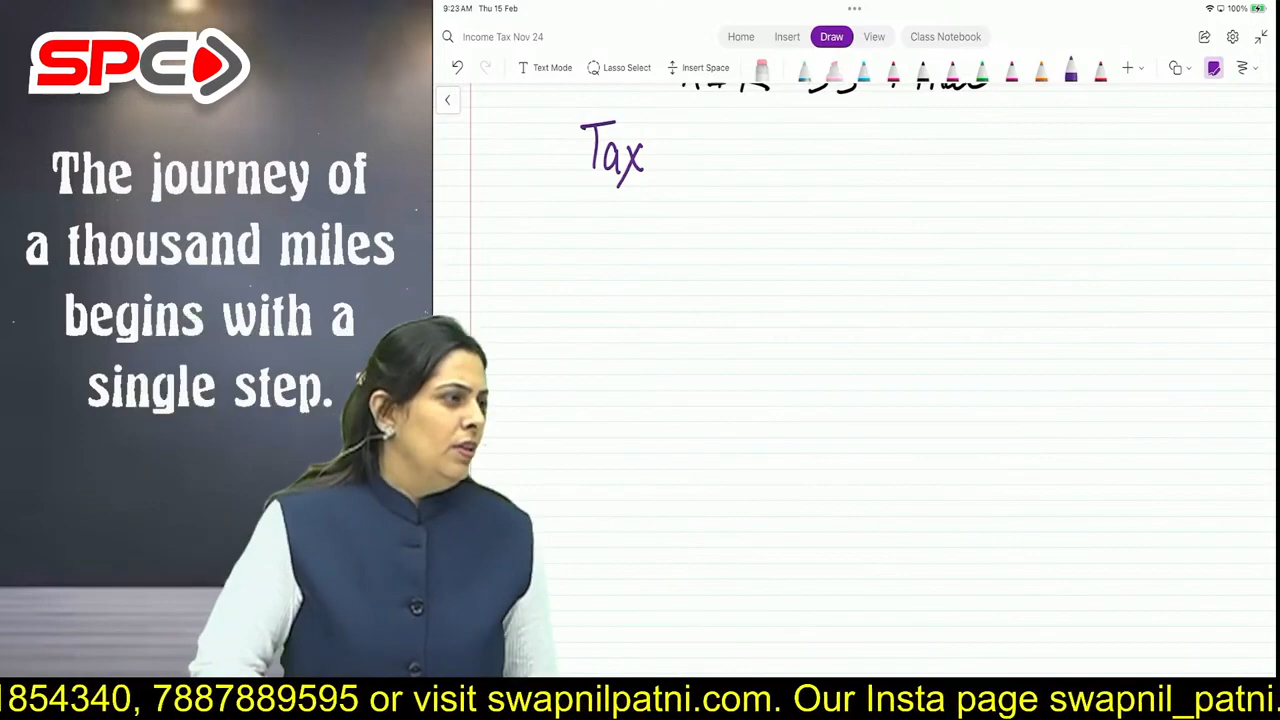 SPC
The journey of
a thousand miles
begins with a
single step.
9:23 AM Thu 15 Feb
100%
Income Tax Nov 24
Home Insert Draw View Class Notebook
Text Mode Lasso Select Insert Space
Tax
1854340, 7887889595 or visit swapnilpatni.com. Our Insta page swapnil_patni.